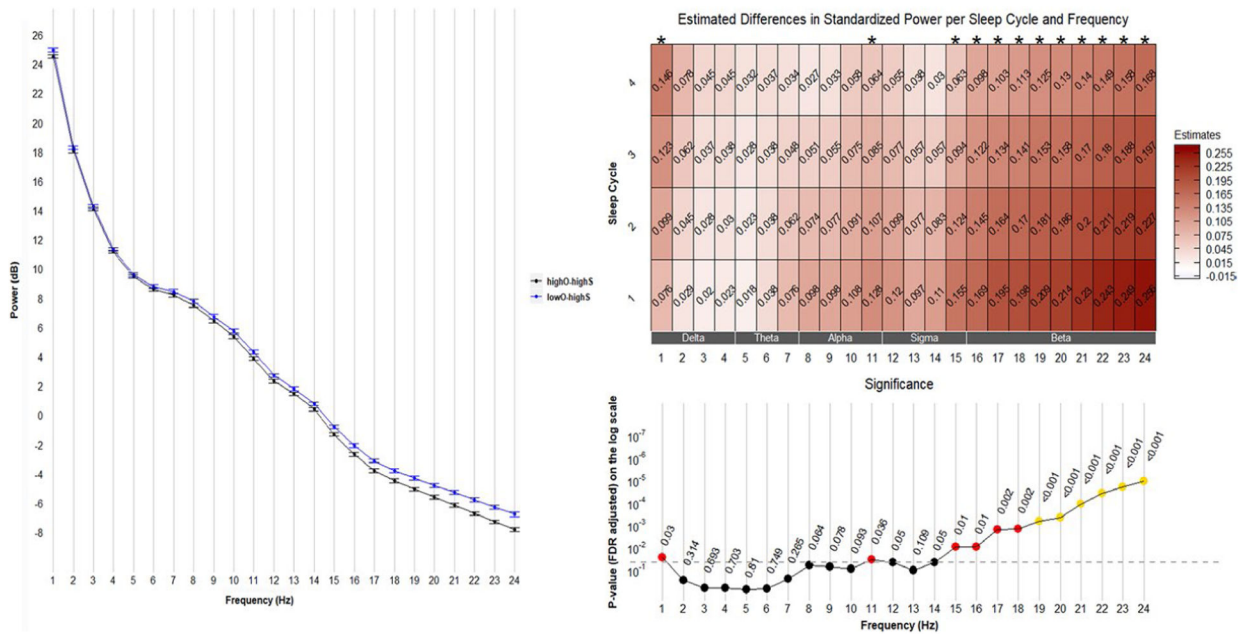 Power (dB)
26
24
22
20
18
16
14
12
10
8
6
4
2
0
-2
-4
-6
-8
1 2 3 4 5 6 7 8 9 10 11 12 13 14 15 16 17 18 19 20 21 22 23 24
Frequency (Hz)
highO-highS
lowO-highS
Estimated Differences in Standardized Power per Sleep Cycle and Frequency
* * * * * * * * * * * *
Sleep Cycle
4 0.146 0.078 0.045 0.045 0.032 0.037 0.034 0.027 0.033 0.058 0.064 0.055 0.038 0.03 0.063 0.098 0.103 0.113 0.125 0.13 0.14 0.149 0.158 0.168
3 0.123 0.062 0.037 0.038 0.028 0.038 0.048 0.051 0.055 0.075 0.085 0.077 0.057 0.057 0.094 0.122 0.134 0.141 0.153 0.158 0.17 0.18 0.188 0.197
2 0.099 0.045 0.028 0.03 0.023 0.038 0.062 0.074 0.077 0.091 0.107 0.099 0.077 0.083 0.124 0.145 0.164 0.17 0.181 0.186 0.2 0.211 0.219 0.227
1 0.076 0.029 0.02 0.023 0.018 0.038 0.076 0.098 0.098 0.108 0.128 0.12 0.097 0.11 0.155 0.169 0.195 0.198 0.209 0.214 0.23 0.243 0.249
Delta Theta Alpha Sigma Beta
1 2 3 4 5 6 7 8 9 10 11 12 13 14 15 16 17 18 19 20 21 22 23 24
Estimates
0.255
0.225
0.195
0.165
0.135
0.105
0.075
0.045
0.015
-0.015
Significance
P-value (FDR adjusted) on the log scale
10-7
10-6
10-5
10-4
10-3
10-2
10-1
0.03 0.314 0.693 0.703 0.81 0.749 0.265 0.064 0.078 0.093 0.036 0.05 0.109 0.05 0.01 0.01 0.002 0.002 <0.001 <0.001 <0.001 <0.001 <0.001 <0.001
1 2 3 4 5 6 7 8 9 10 11 12 13 14 15 16 17 18 19 20 21 22 23 24
Frequency (Hz)